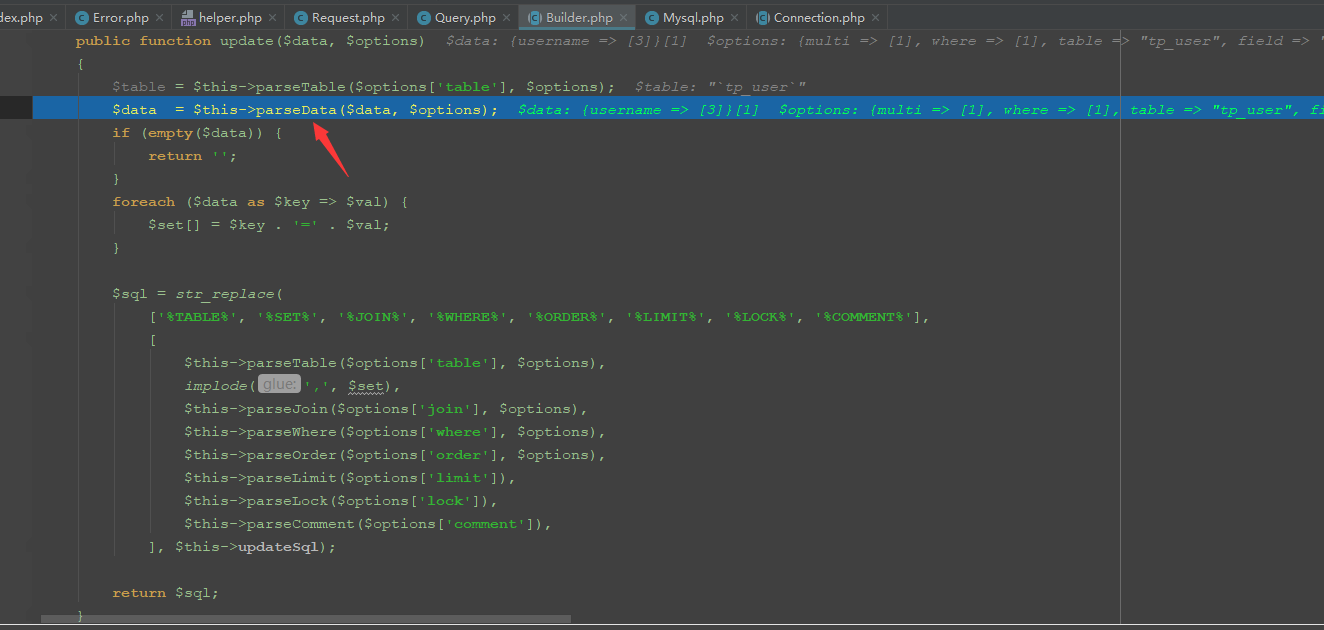 dex.php × Error.php × helper.php × Request.php × Query.php × Builder.php × Mysql.php × Connection.php ×
public function update($data, $options) $data: {username => [3]}[1] $options: {multi => [1], where => [1], table => "tp_user", field => "
{
$table = $this->parseTable($options['table'], $options); $table: "`tp_user`"
$data = $this->parseData($data, $options); $data: {username => [3]}[1] $options: {multi => [1], where => [1], table => "tp_user", fi
if (empty($data)) {
return '';
}
foreach ($data as $key => $val) {
$set[] = $key . '=' . $val;
}
$sql = str_replace(
['%TABLE%', '%SET%', '%JOIN%', '%WHERE%', '%ORDER%', '%LIMIT%', '%LOCK%', '%COMMENT%'],
[
$this->parseTable($options['table'], $options),
implode( glue: ',', $set),
$this->parseJoin($options['join'], $options),
$this->parseWhere($options['where'], $options),
$this->parseOrder($options['order'], $options),
$this->parseLimit($options['limit']),
$this->parseLock($options['lock']),
$this->parseComment($options['comment']),
], $this->updateSql);
return $sql;
}